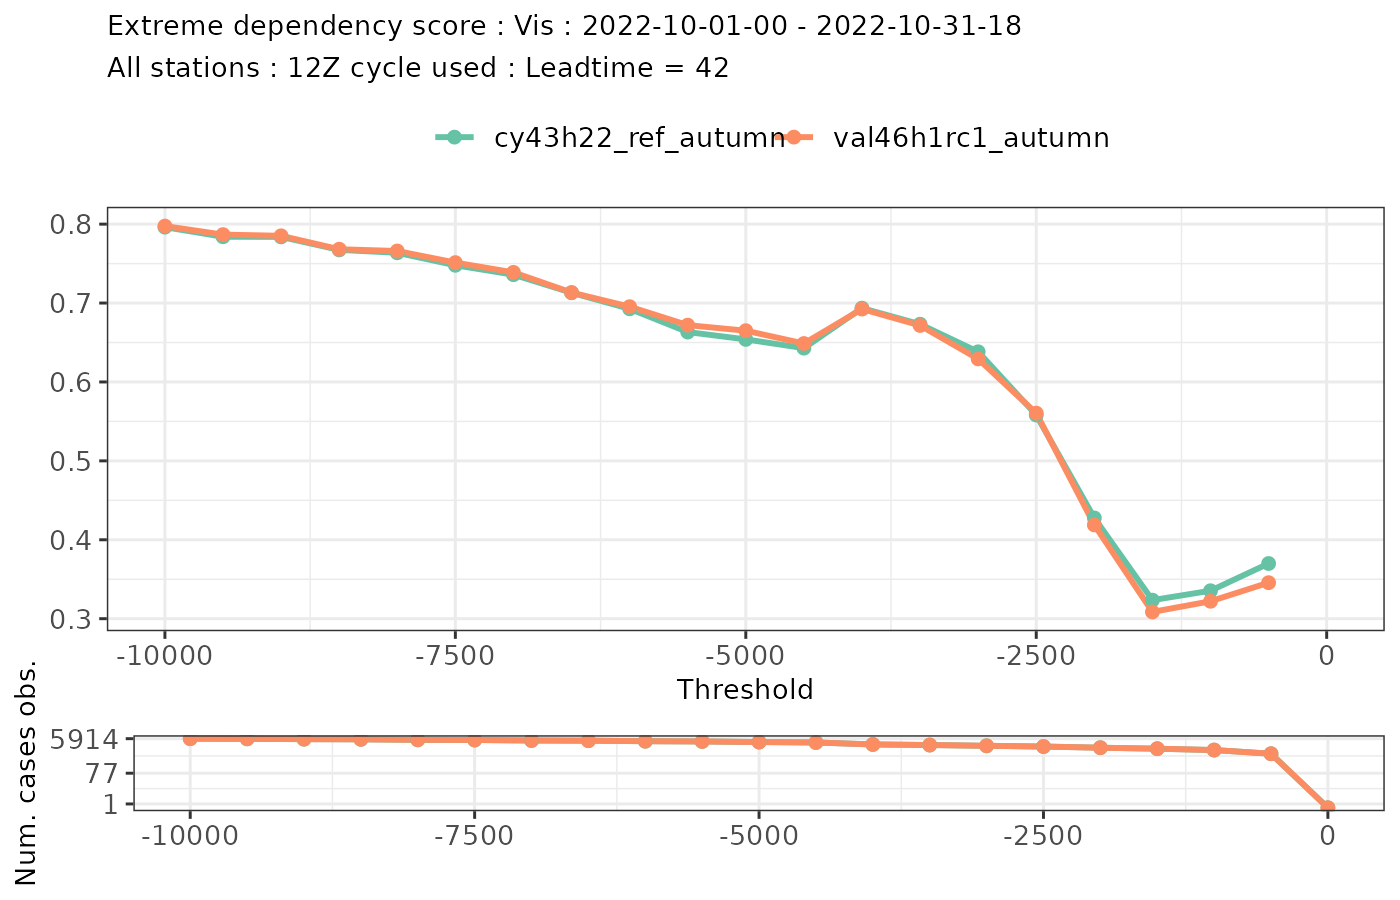 Extreme dependency score : Vis : 2022-10-01-00 - 2022-10-31-18
All stations : 12Z cycle used : Leadtime = 42
cy43h22_ref_autumn val46h1rc1_autumn
0.8
0.7
0.6
0.5
0.4
0.3
-10000 -7500 -5000 -2500 0
Threshold
Num. cases obs.
5914
77
1
-10000 -7500 -5000 -2500 0